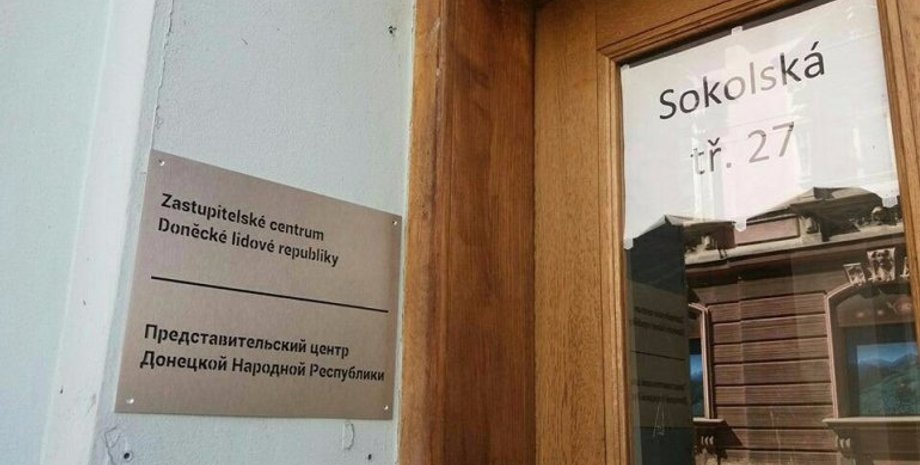 Zastupitelské centrum
Doněcké lidové republiky
Представительский центр
Донецкой Народной Республики
Sokolská
tř. 27